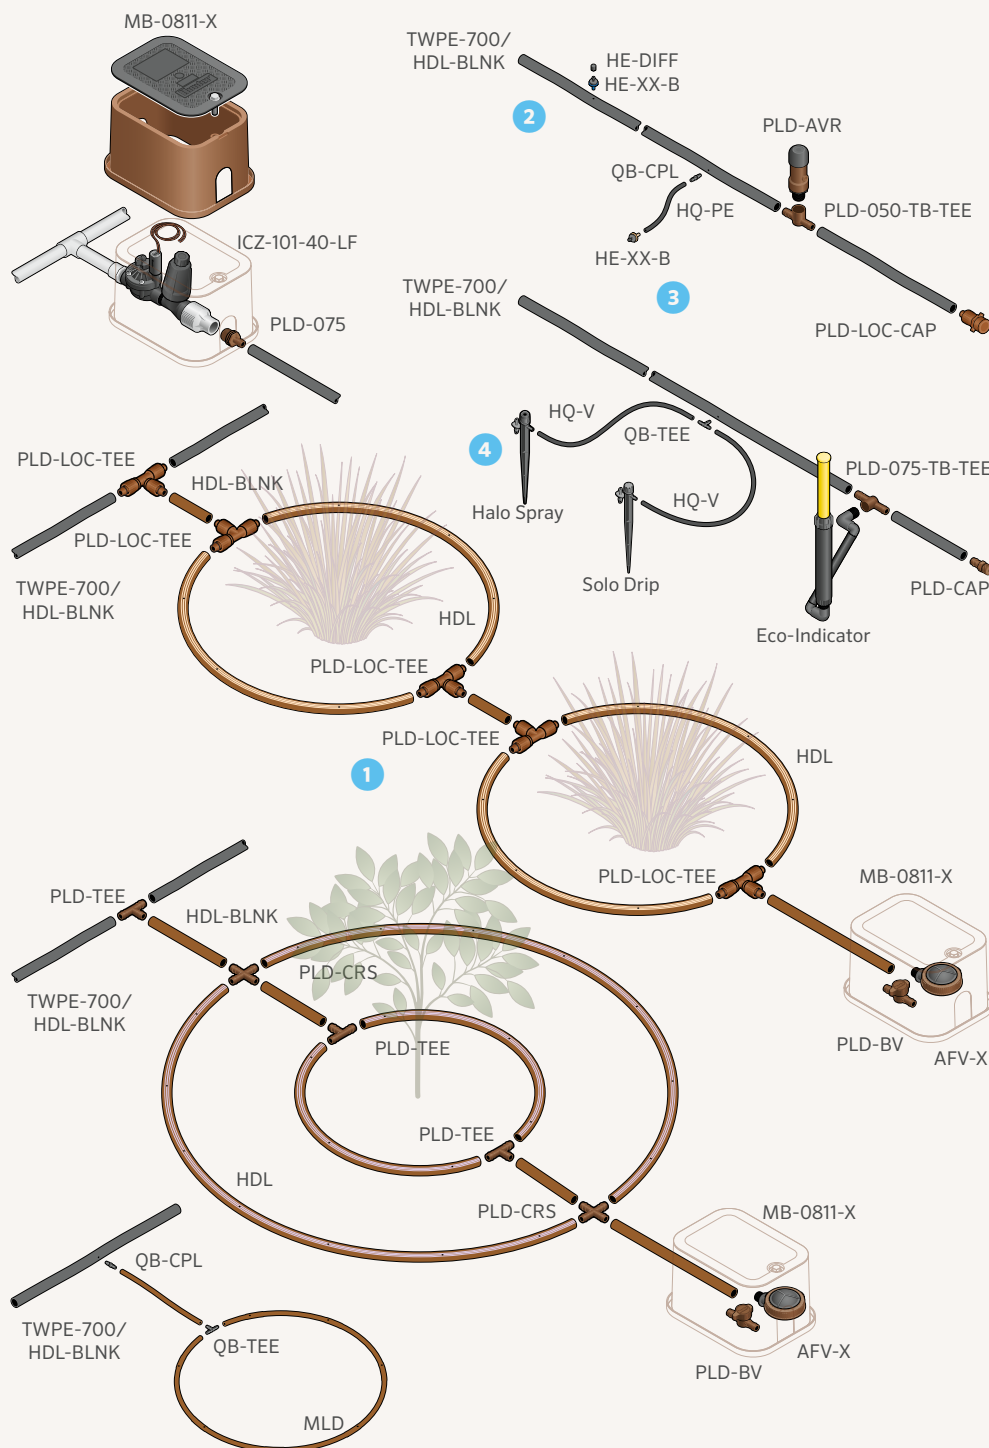 MB-0811-X
TWPE-700/
HDL-BLNK
HE-DIFF
HE-XX-B
2
PLD-AVR
QB-CPL
HQ-PE
PLD-050-TB-TEE
HE-XX-B
ICZ-101-40-LF
PLD-075
3
TWPE-700/
HDL-BLNK
PLD-LOC-CAP
HQ-V
QB-TEE
4
PLD-LOC-TEE
HDL-BLNK
PLD-075-TB-TEE
HQ-V
Halo Spray
PLD-LOC-TEE
Solo Drip
TWPE-700/
HDL-BLNK
PLD-CAP
HDL
Eco-Indicator
PLD-LOC-TEE
PLD-LOC-TEE
HDL
1
PLD-LOC-TEE
MB-0811-X
PLD-TEE
HDL-BLNK
PLD-CRS
TWPE-700/
HDL-BLNK
PLD-TEE
PLD-BV
AFV-X
PLD-TEE
HDL
PLD-CRS
MB-0811-X
QB-CPL
TWPE-700/
HDL-BLNK
QB-TEE
AFV-X
PLD-BV
MLD